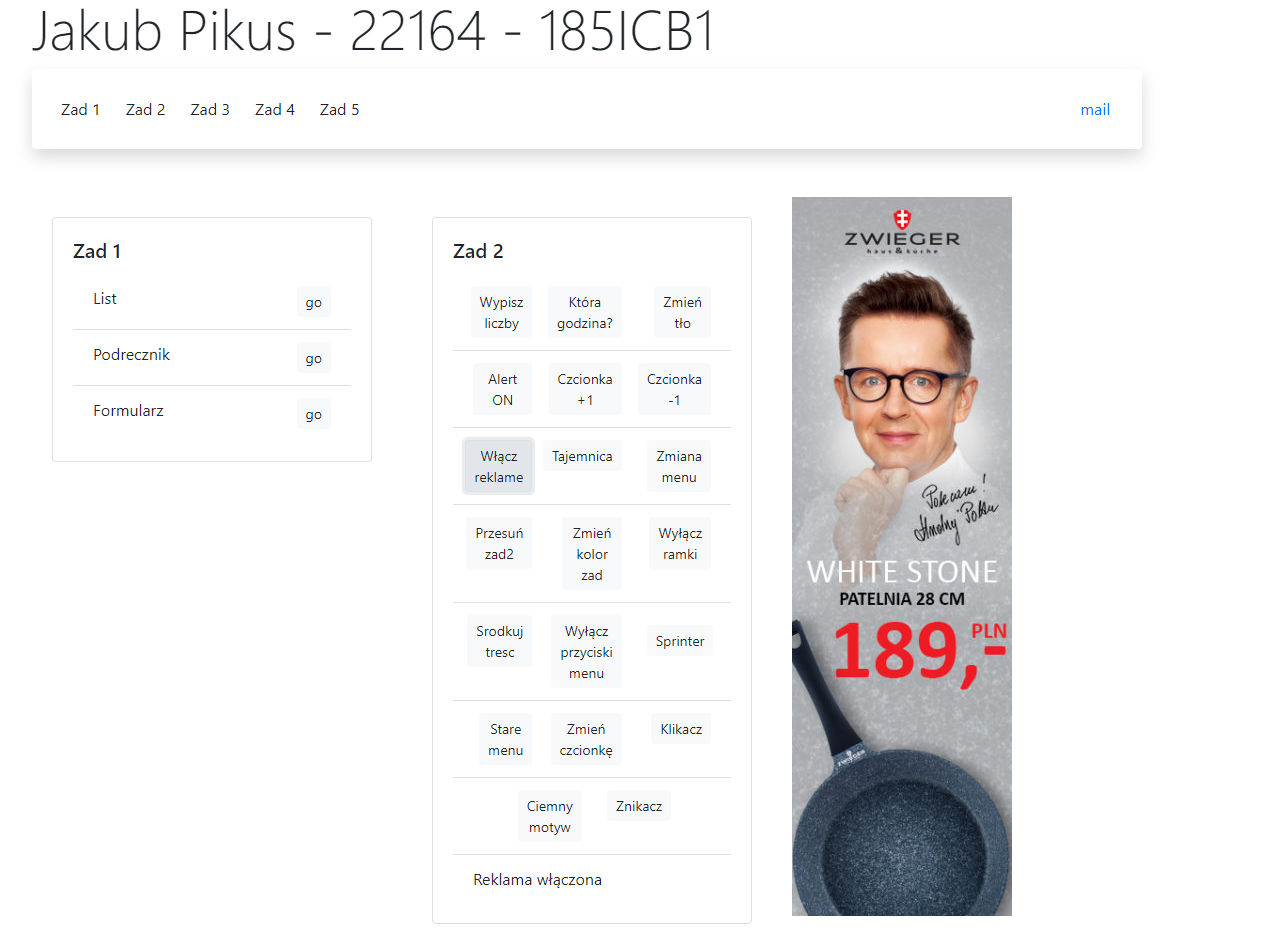 Jakub Pikus - 22164 - 185ICB1
Zad 1 Zad 2 Zad 3 Zad 4 Zad 5 mail
Zad 1
List go
Podrecznik go
Formularz go
Zad 2
Wypisz
liczby
Która
godzina?
Zmień
tło
Alert
ON
Czcionka
+1
Czcionka
-1
Włącz
reklame
Tajemnica
Zmiana
menu
Przesuń
zad2
Zmień
kolor
zad
Wyłącz
ramki
Srodkuj
tresc
Wyłącz
przyciski
menu
Sprinter
Stare
menu
Zmień
czcionkę
Klikacz
Ciemny
motyw
Znikacz
Reklama włączona
ZWIEGER
haus & küche
Polecam!
WHITE STONE
PATELNIA 28 CM
189,- PLN
ZWIEGER